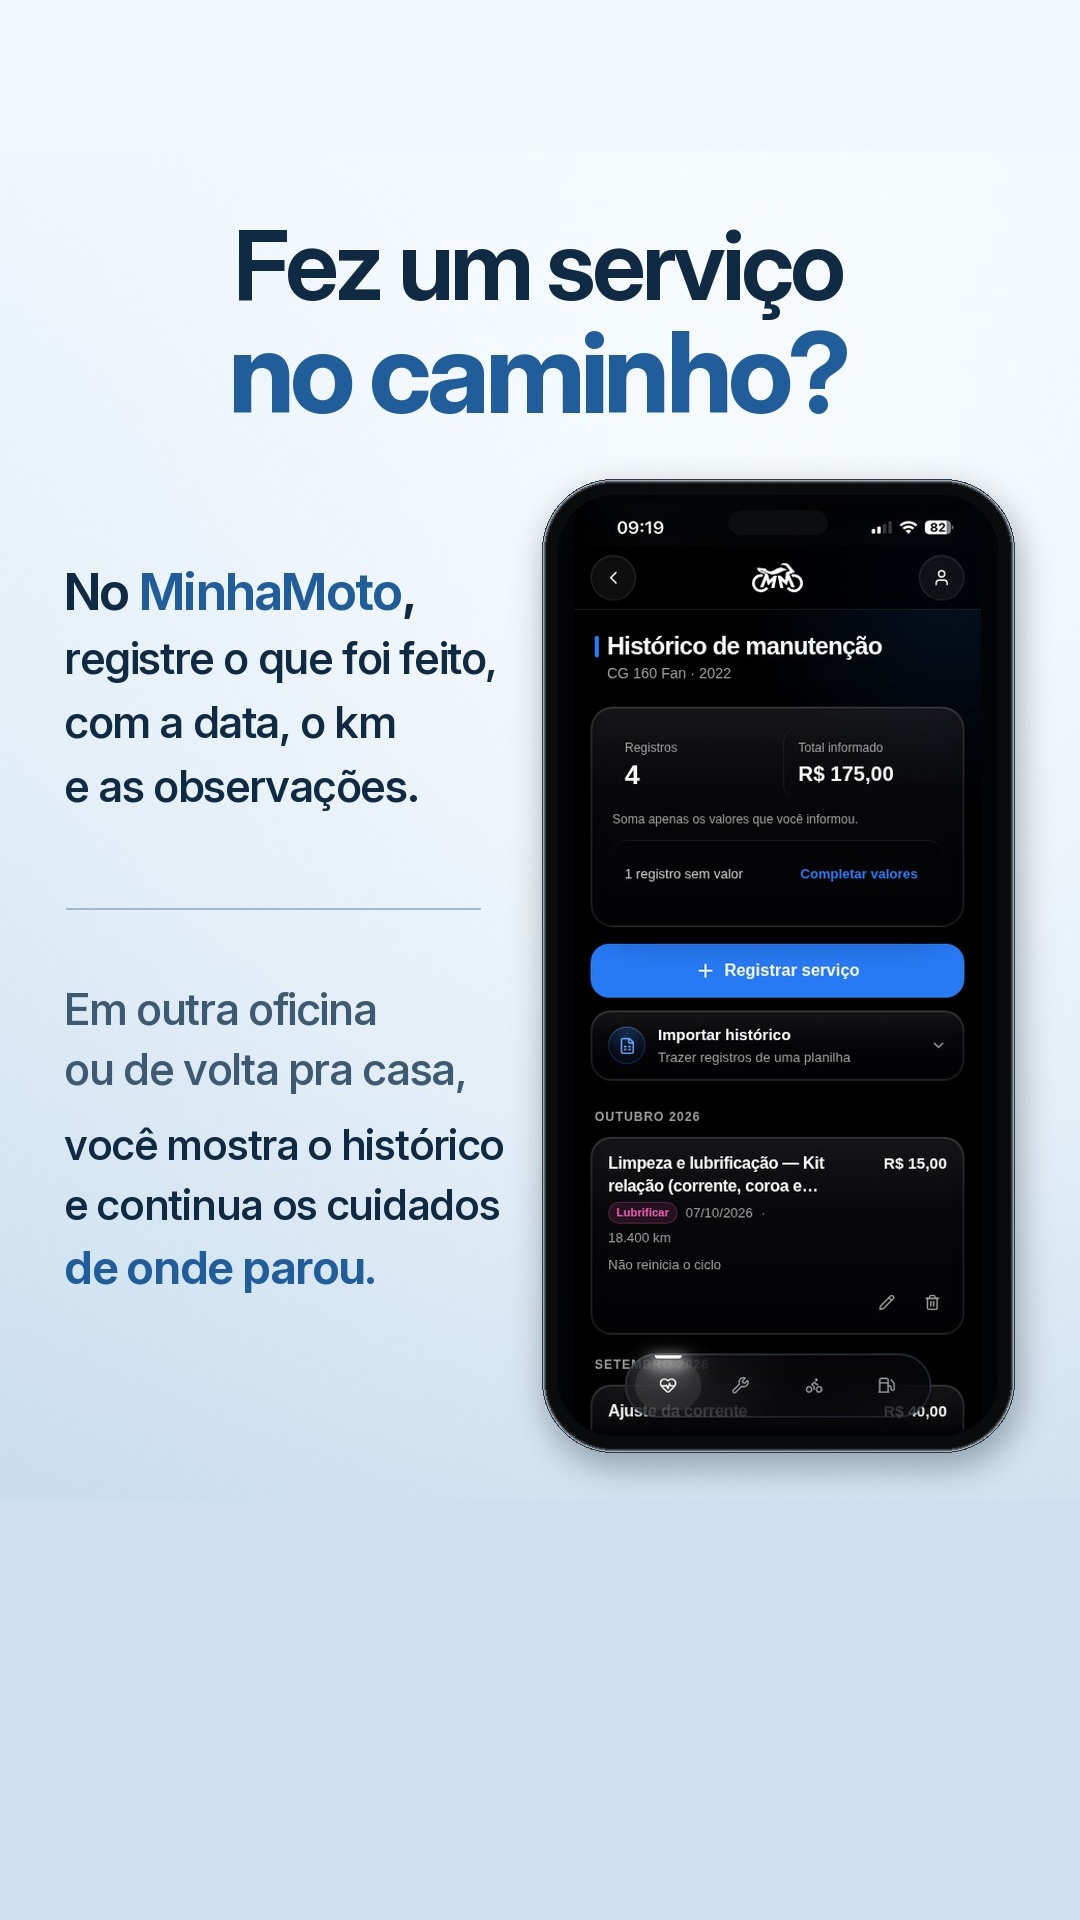 Fez um serviço
no caminho?
No MinhaMoto,
registre o que foi feito,
com a data, o km
e as observações.
Em outra oficina
ou de volta pra casa,
você mostra o histórico
e continua os cuidados
de onde parou.
09:19
82
MM
Histórico de manutenção
CG 160 Fan · 2022
Registros
4
Total informado
R$ 175,00
Soma apenas os valores que você informou.
1 registro sem valor
Completar valores
+ Registrar serviço
Importar histórico
Trazer registros de uma planilha
OUTUBRO 2026
Limpeza e lubrificação — Kit
relação (corrente, coroa e…
R$ 15,00
Lubrificar 07/10/2026 ·
18.400 km
Não reinicia o ciclo
SETEMBRO 2026
Ajuste da corrente
R$ 40,00